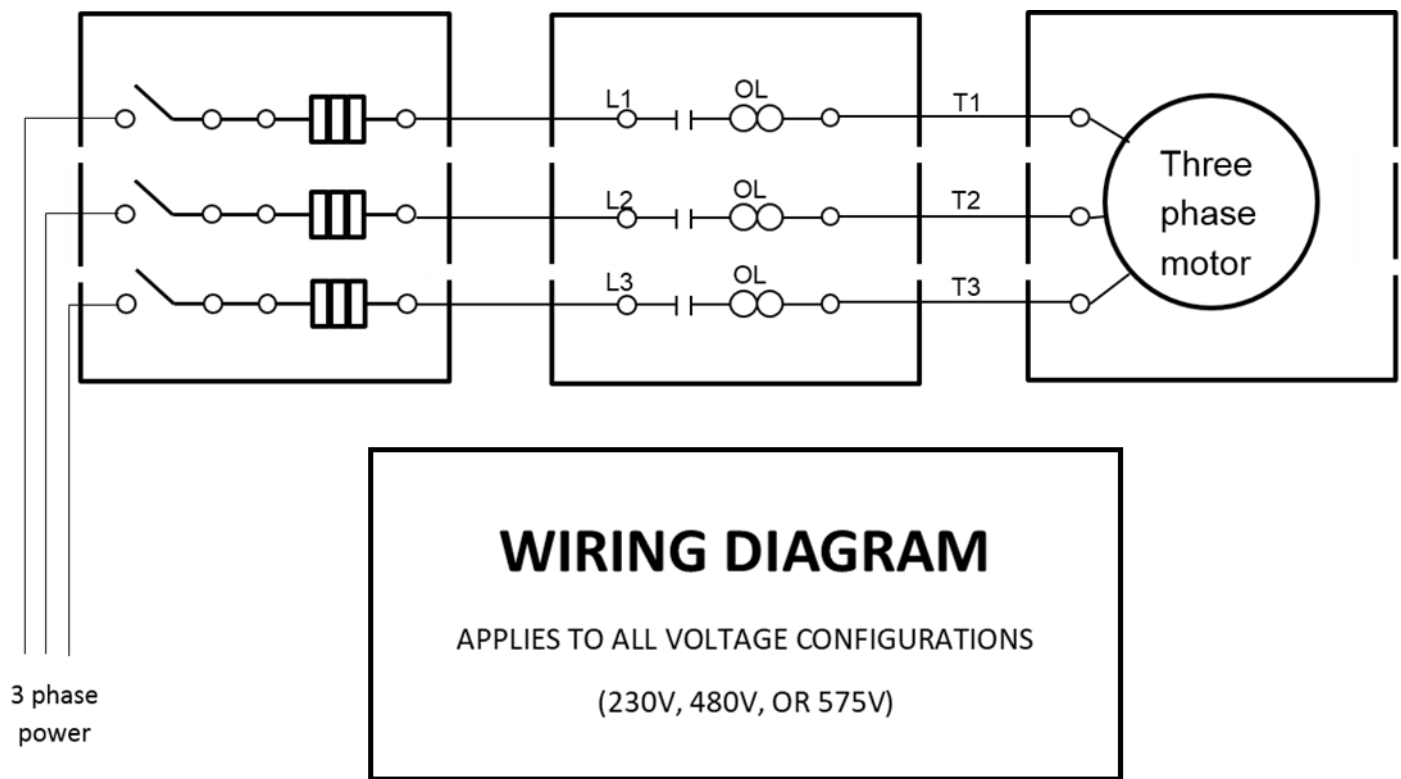 L1
OL
T1
L2
OL
T2
L3
OL
T3
Three
phase
motor
WIRING DIAGRAM
APPLIES TO ALL VOLTAGE CONFIGURATIONS
(230V, 480V, OR 575V)
3 phase
power